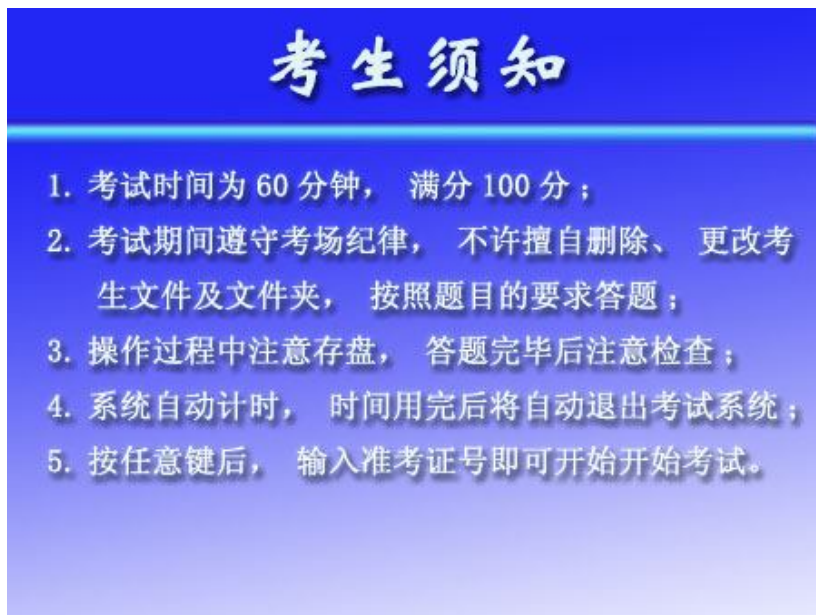 考生须知
1. 考试时间为 60 分钟， 满分 100 分；
2. 考试期间遵守考场纪律， 不许擅自删除、 更改考
生文件及文件夹， 按照题目的要求答题；
3. 操作过程中注意存盘， 答题完毕后注意检查；
4. 系统自动计时， 时间用完后将自动退出考试系统；
5. 按任意键后， 输入准考证号即可开始开始考试。